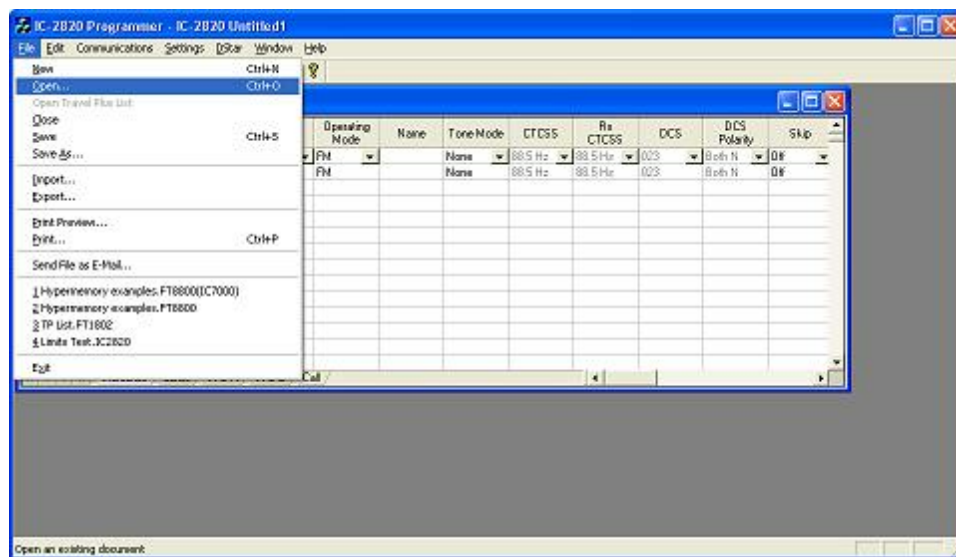 IC-2820 Programmer - IC-2820 Untitled1
File Edit Communications Settings DStar Window Help
New Ctrl+N
Open... Ctrl+O
Open Travel Plus List
Close
Save Ctrl+S
Save As...
Import...
Export...
Print Preview...
Print... Ctrl+P
Send File as E-Mail...
1 Hypermemory examples.FT8800(IC7000)
2 Hypermemory examples.FT8800
3 TP List.FT1802
4 Limits Test.IC2820
Exit
Operating Mode Name Tone Mode CTCSS Rx CTCSS DCS DCS Polarity Skip
FM None 88.5 Hz 88.5 Hz 023 Both N Off
FM None 88.5 Hz 88.5 Hz 023 Both N Off
Call
Open an existing document